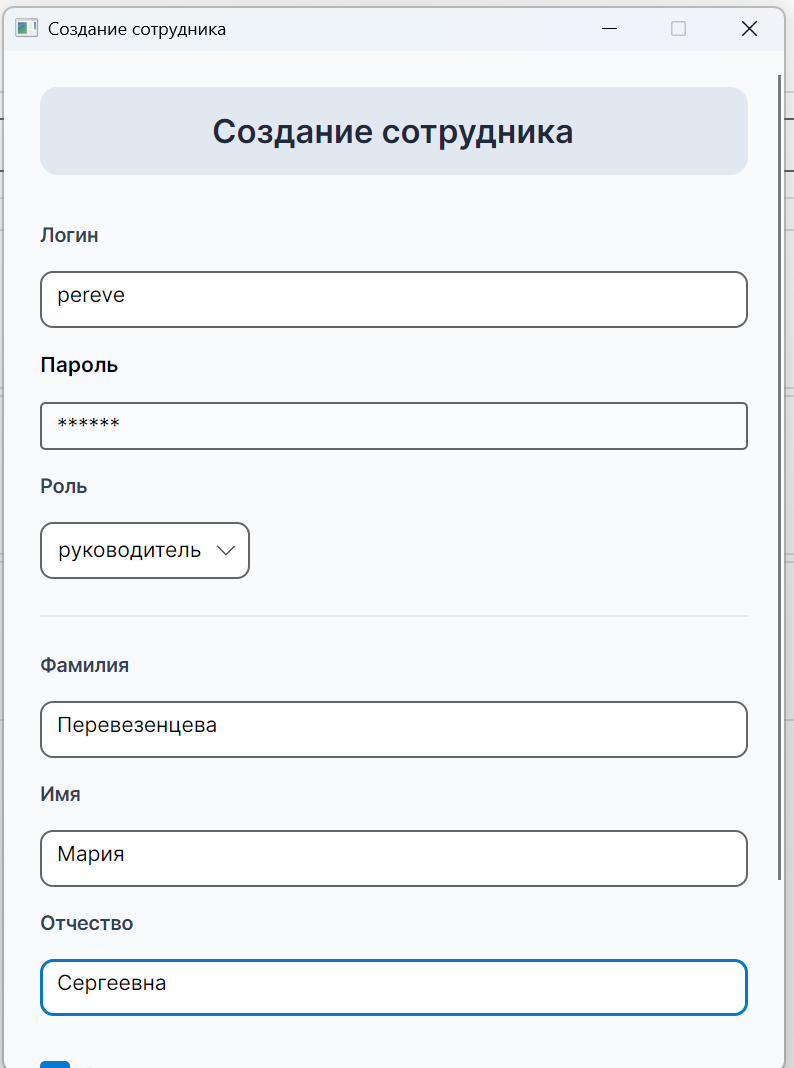 Создание сотрудника
Создание сотрудника
Логин
pereve
Пароль
******
Роль
руководитель
Фамилия
Перевезенцева
Имя
Мария
Отчество
Сергеевна